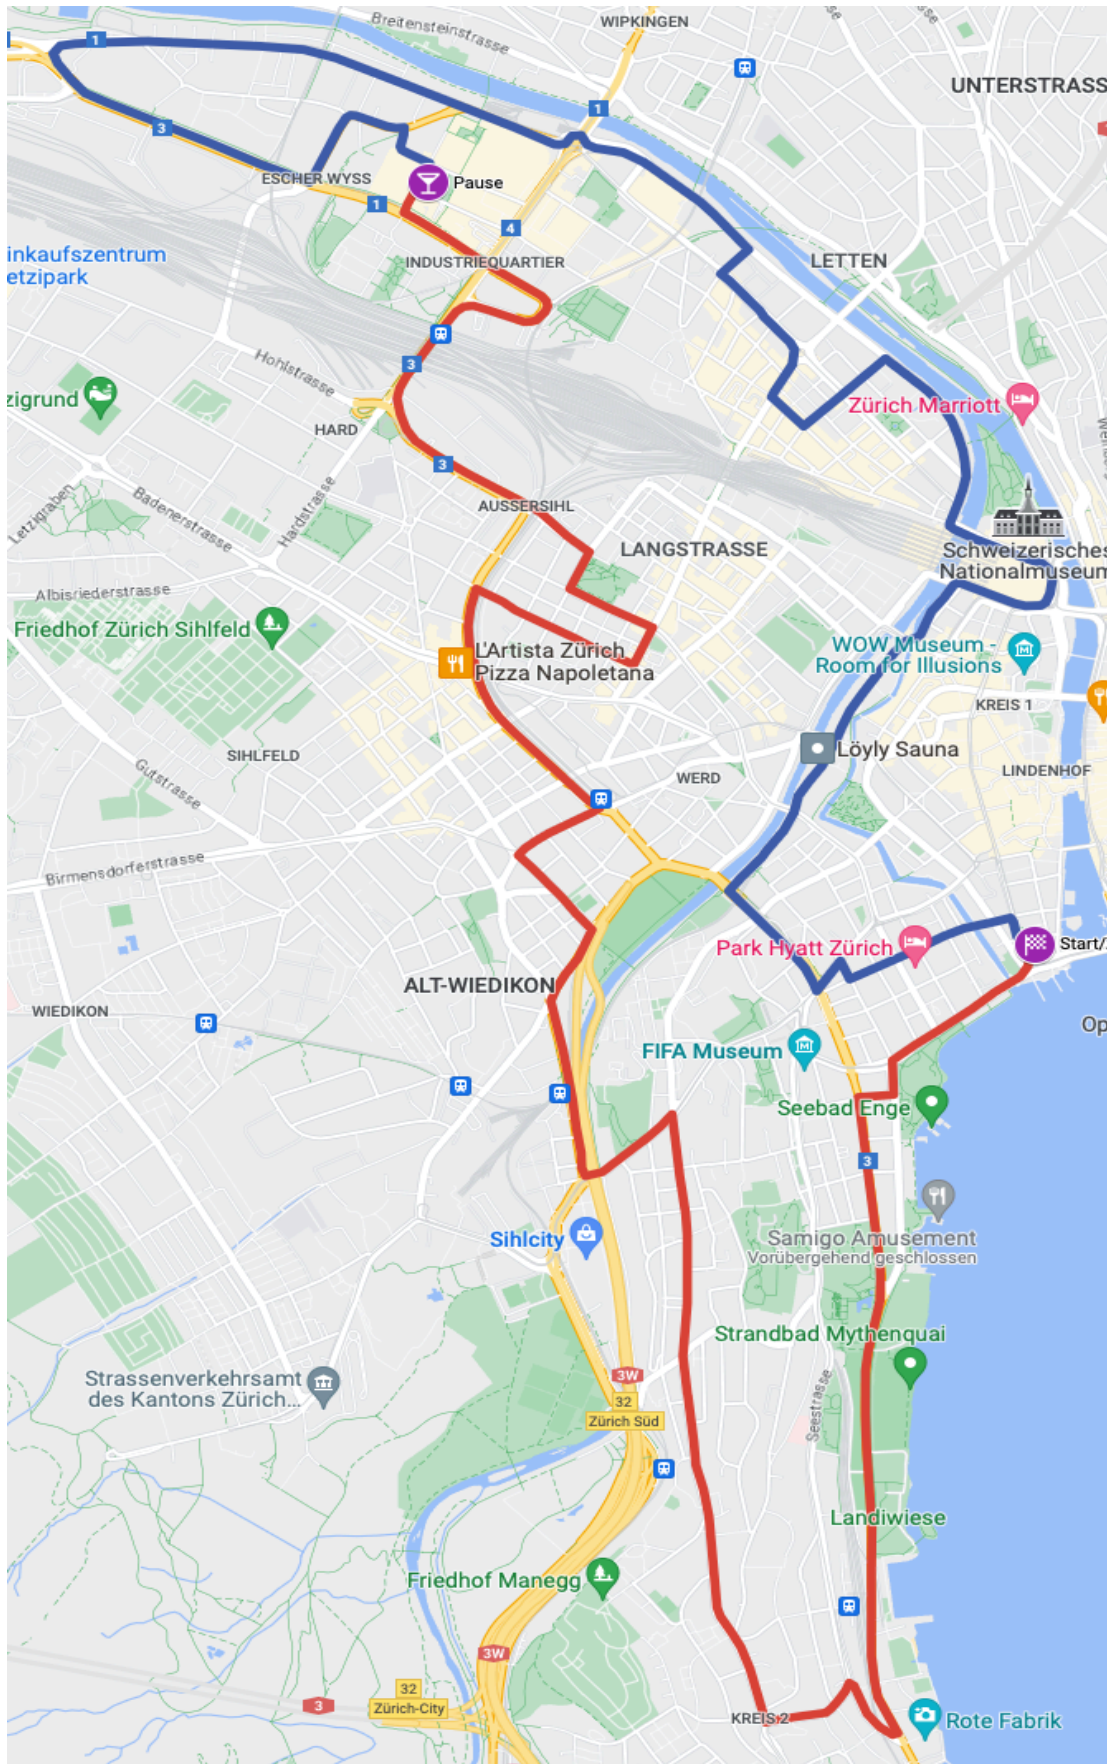 Breitensteinstrasse
WIPKINGEN
1
UNTERSTRASS
1
3
ESCHER WYSS
Pause
1
4
inkaufszentrum
etzipark
INDUSTRIEQUARTIER
LETTEN
Hohlstrasse
3
zigrund
HARD
Zürich Marriott
3
Letzigraben
Badenerstrasse
Hardstrasse
AUSSERSIHL
LANGSTRASSE
Schweizerisches
Nationalmuseum
Albisriederstrasse
Friedhof Zürich Sihlfeld
L'Artista Zürich
Pizza Napoletana
WOW Museum -
Room for Illusions
KREIS 1
SIHLFELD
Löyly Sauna
WERD
LINDENHOF
Gutstrasse
Birmensdorferstrasse
Park Hyatt Zürich
Start/
ALT-WIEDIKON
WIEDIKON
Op
FIFA Museum
Seebad Enge
3
Sihlcity
Samigo Amusement
Vorübergehend geschlossen
Strandbad Mythenquai
Strassenverkehrsamt
des Kantons Zürich...
3W
32
Zürich Süd
Seestrasse
Landiwiese
Friedhof Manegg
3W
32
3
Zürich-City
KREIS 2
Rote Fabrik